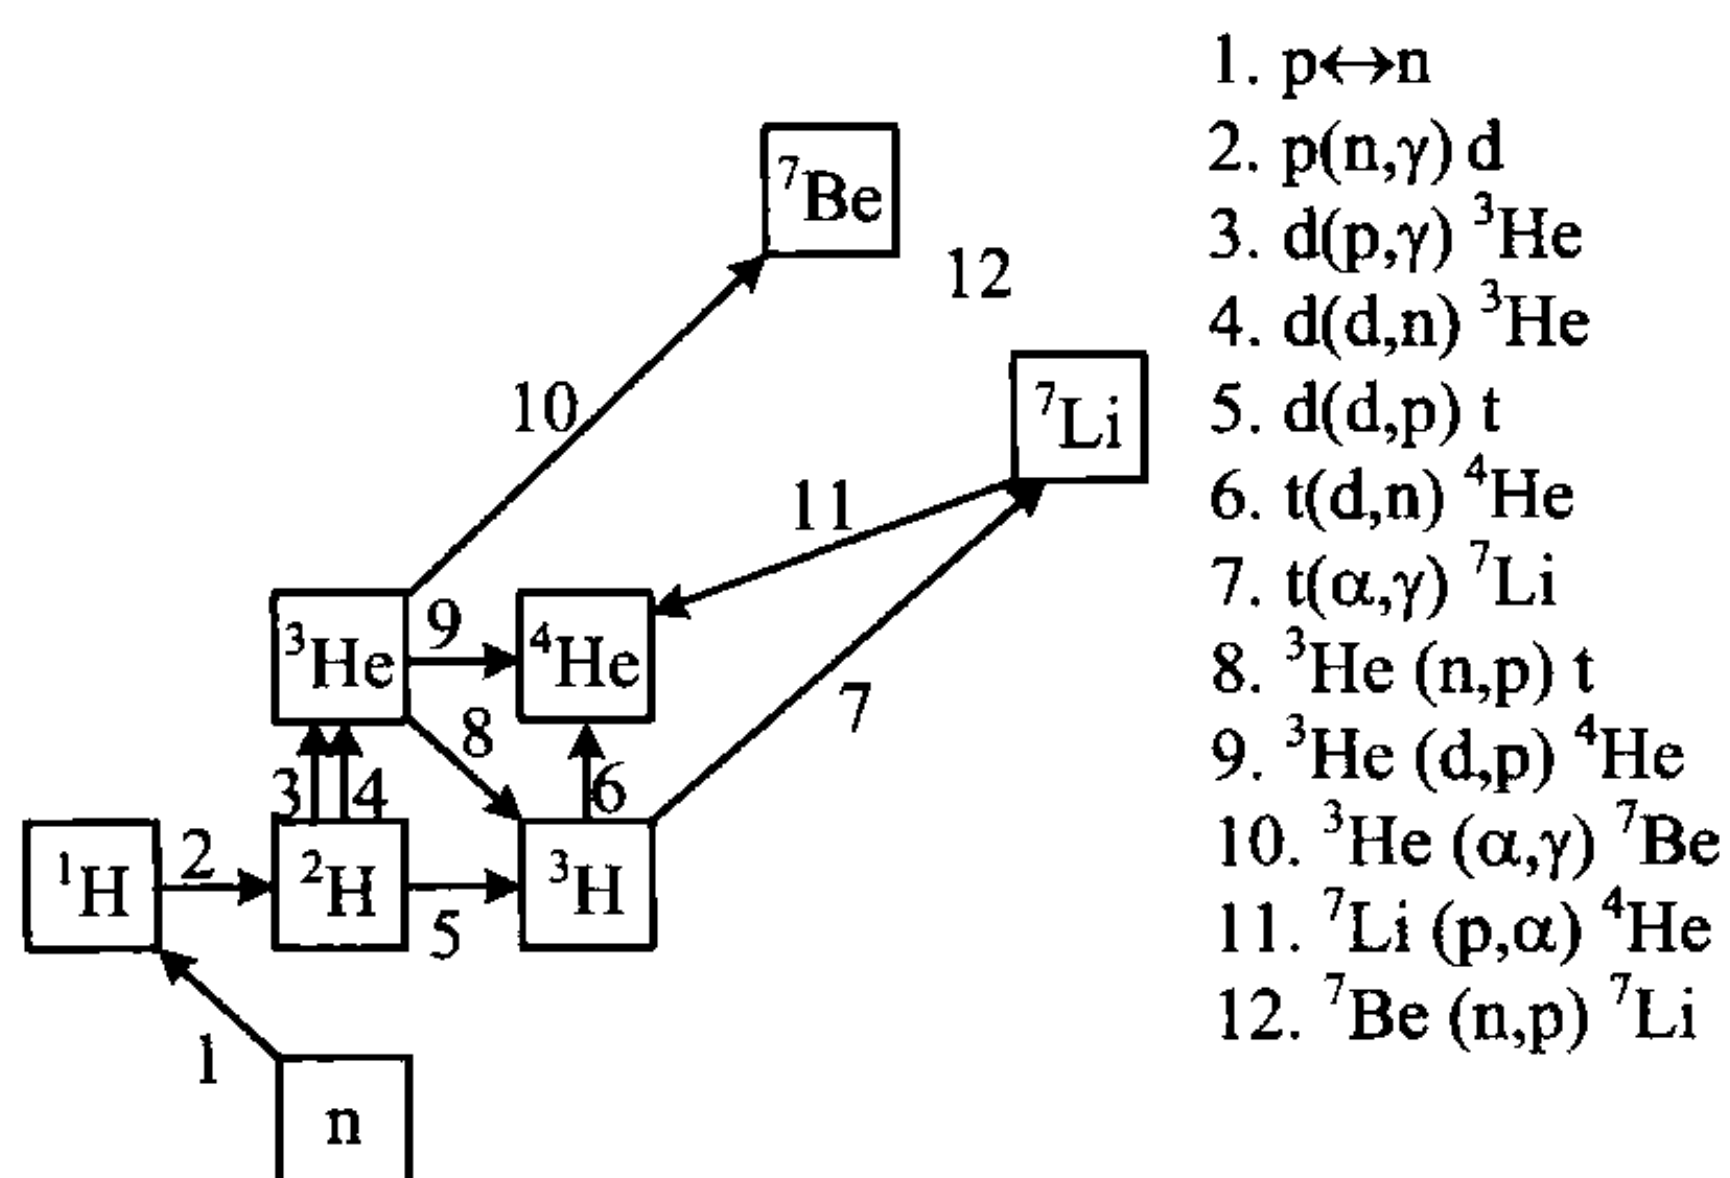 ⁷Be
12
10
⁷Li
11
³He
9
⁴He
7
8
3
4
6
¹H
2
²H
5
³H
1
n
1. p↔n
2. p(n,γ) d
3. d(p,γ) ³He
4. d(d,n) ³He
5. d(d,p) t
6. t(d,n) ⁴He
7. t(α,γ) ⁷Li
8. ³He (n,p) t
9. ³He (d,p) ⁴He
10. ³He (α,γ) ⁷Be
11. ⁷Li (p,α) ⁴He
12. ⁷Be (n,p) ⁷Li